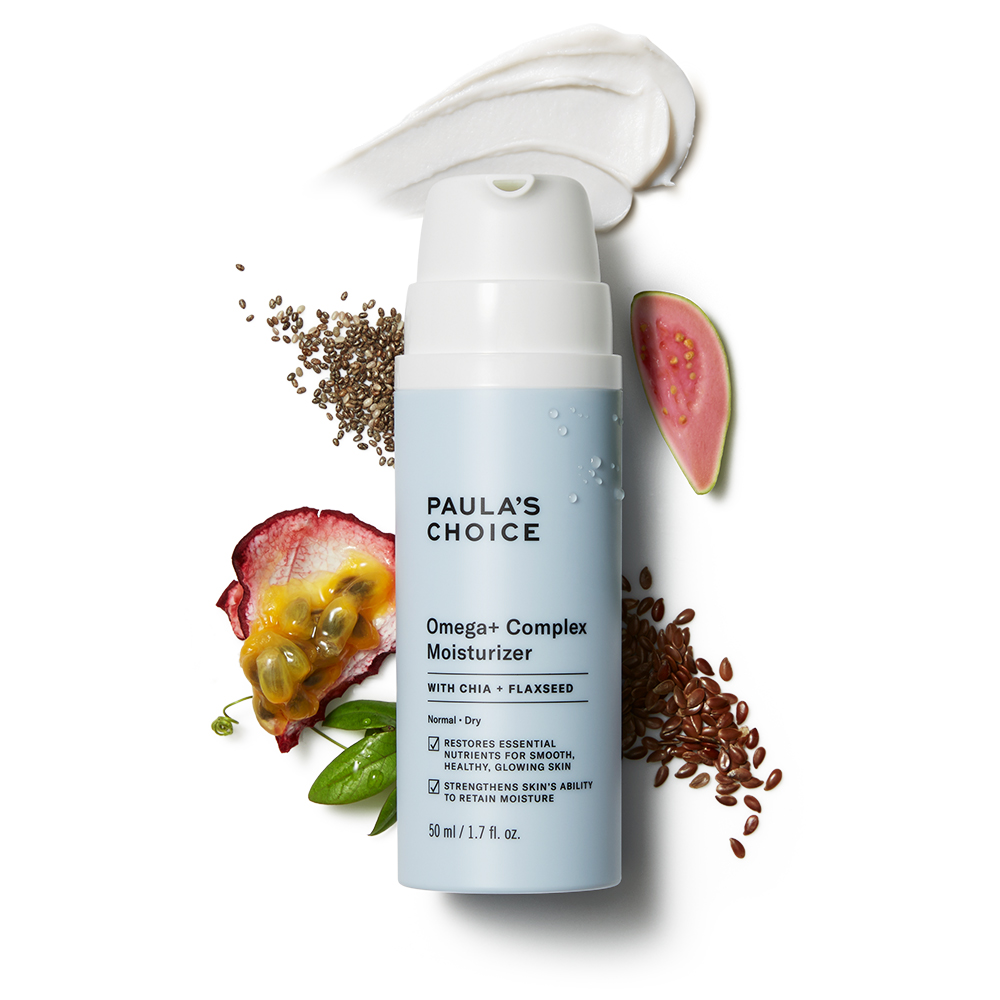 PAULA'S
CHOICE
Omega+ Complex
Moisturizer
WITH CHIA + FLAXSEED
Normal • Dry
☑ RESTORES ESSENTIAL
NUTRIENTS FOR SMOOTH,
HEALTHY, GLOWING SKIN
☑ STRENGTHENS SKIN'S ABILITY
TO RETAIN MOISTURE
50 ml / 1.7 fl. oz.